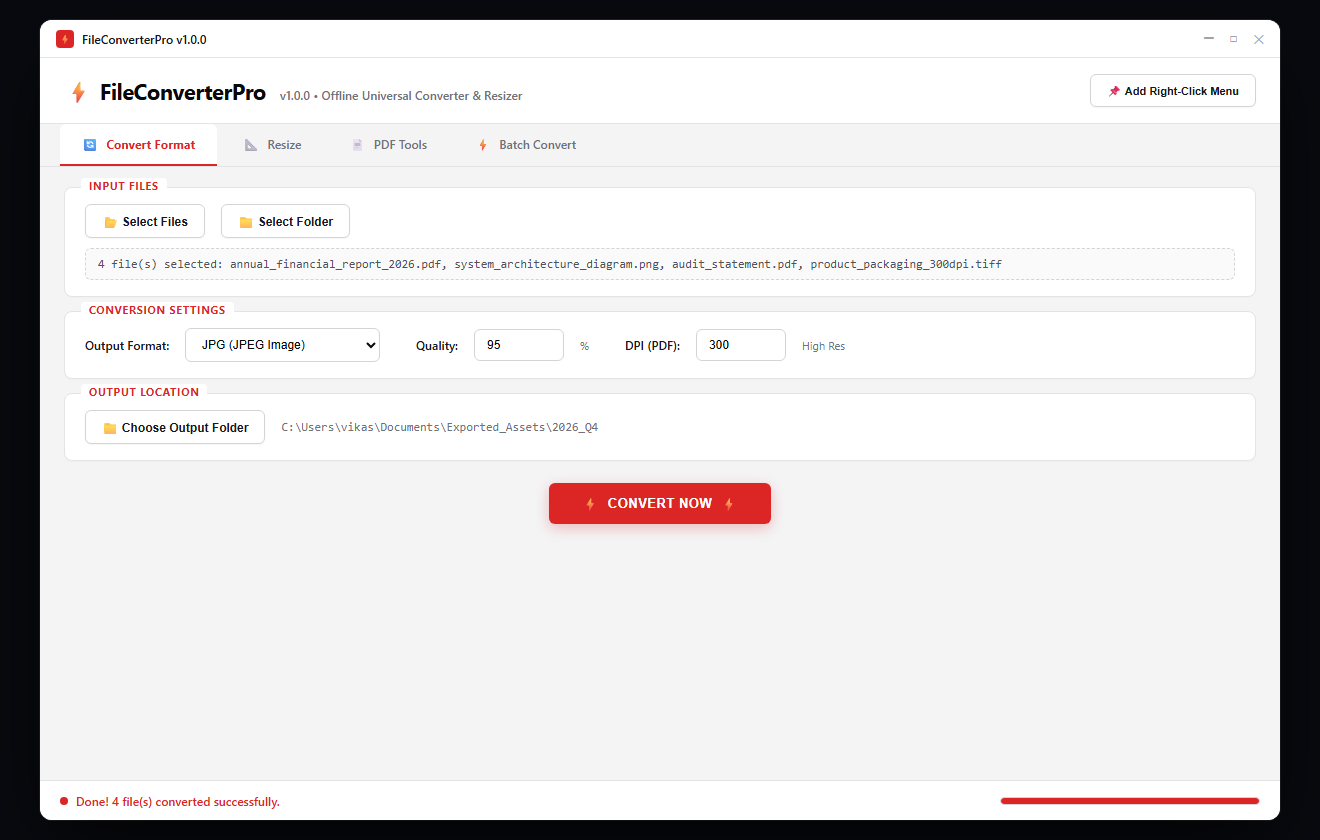 FileConverterPro v1.0.0
FileConverterPro v1.0.0 • Offline Universal Converter & Resizer
Add Right-Click Menu
Convert Format Resize PDF Tools Batch Convert
INPUT FILES
Select Files Select Folder
4 file(s) selected: annual_financial_report_2026.pdf, system_architecture_diagram.png, audit_statement.pdf, product_packaging_300dpi.tiff
CONVERSION SETTINGS
Output Format: JPG (JPEG Image) Quality: 95 % DPI (PDF): 300 High Res
OUTPUT LOCATION
Choose Output Folder C:\Users\vikas\Documents\Exported_Assets\2026_Q4
CONVERT NOW
Done! 4 file(s) converted successfully.